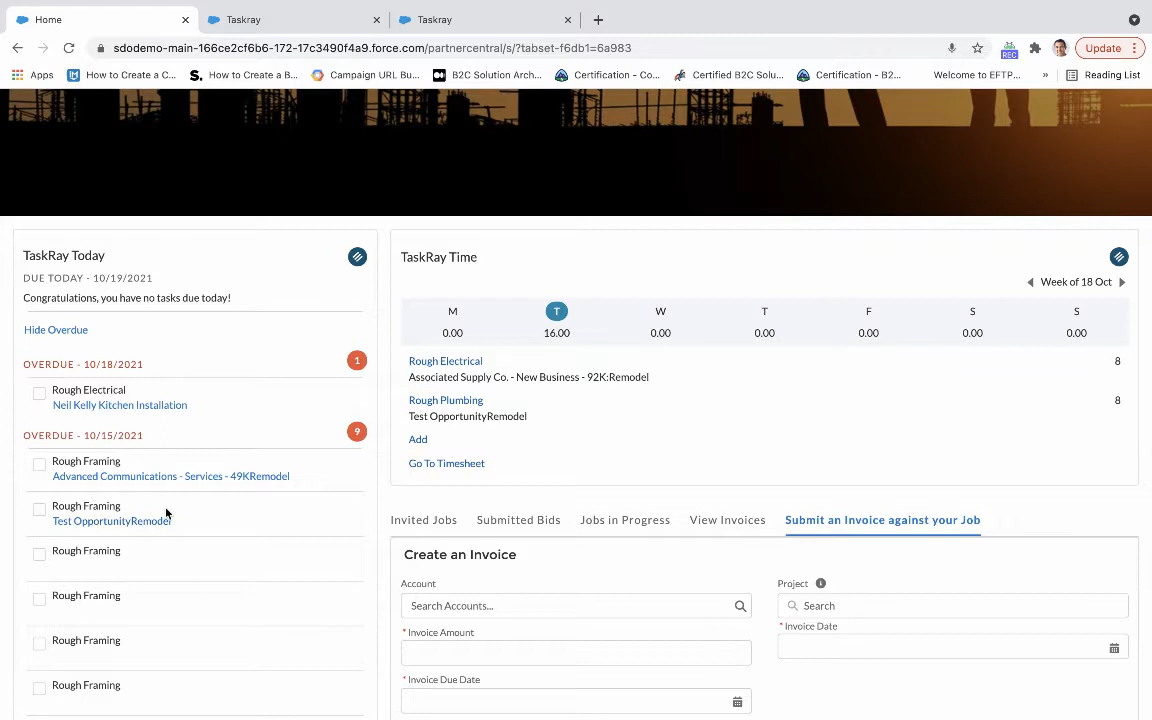 Home
Taskray
Taskray
sdodemo-main-166ce2cf6b6-172-17c3490f4a9.force.com/partnercentral/s/?tabset-f6db1=6a983
REC
Update
Apps
How to Create a C...
How to Create a B...
Campaign URL Bu...
B2C Solution Arch...
Certification - Co...
Certified B2C Solu...
Certification - B2...
Welcome to EFTP...
»
Reading List
TaskRay Today
DUE TODAY - 10/19/2021
Congratulations, you have no tasks due today!
Hide Overdue
OVERDUE - 10/18/2021 1
Rough Electrical
Neil Kelly Kitchen Installation
OVERDUE - 10/15/2021 9
Rough Framing
Advanced Communications - Services - 49KRemodel
Rough Framing
Test OpportunityRemodel
Rough Framing
Rough Framing
Rough Framing
Rough Framing
TaskRay Time
Week of 18 Oct
M T W T F S S
0.00 16.00 0.00 0.00 0.00 0.00 0.00
Rough Electrical 8
Associated Supply Co. - New Business - 92K:Remodel
Rough Plumbing 8
Test OpportunityRemodel
Add
Go To Timesheet
Invited Jobs Submitted Bids Jobs in Progress View Invoices Submit an Invoice against your Job
Create an Invoice
Account
Search Accounts...
Project
Search
* Invoice Amount
* Invoice Date
* Invoice Due Date